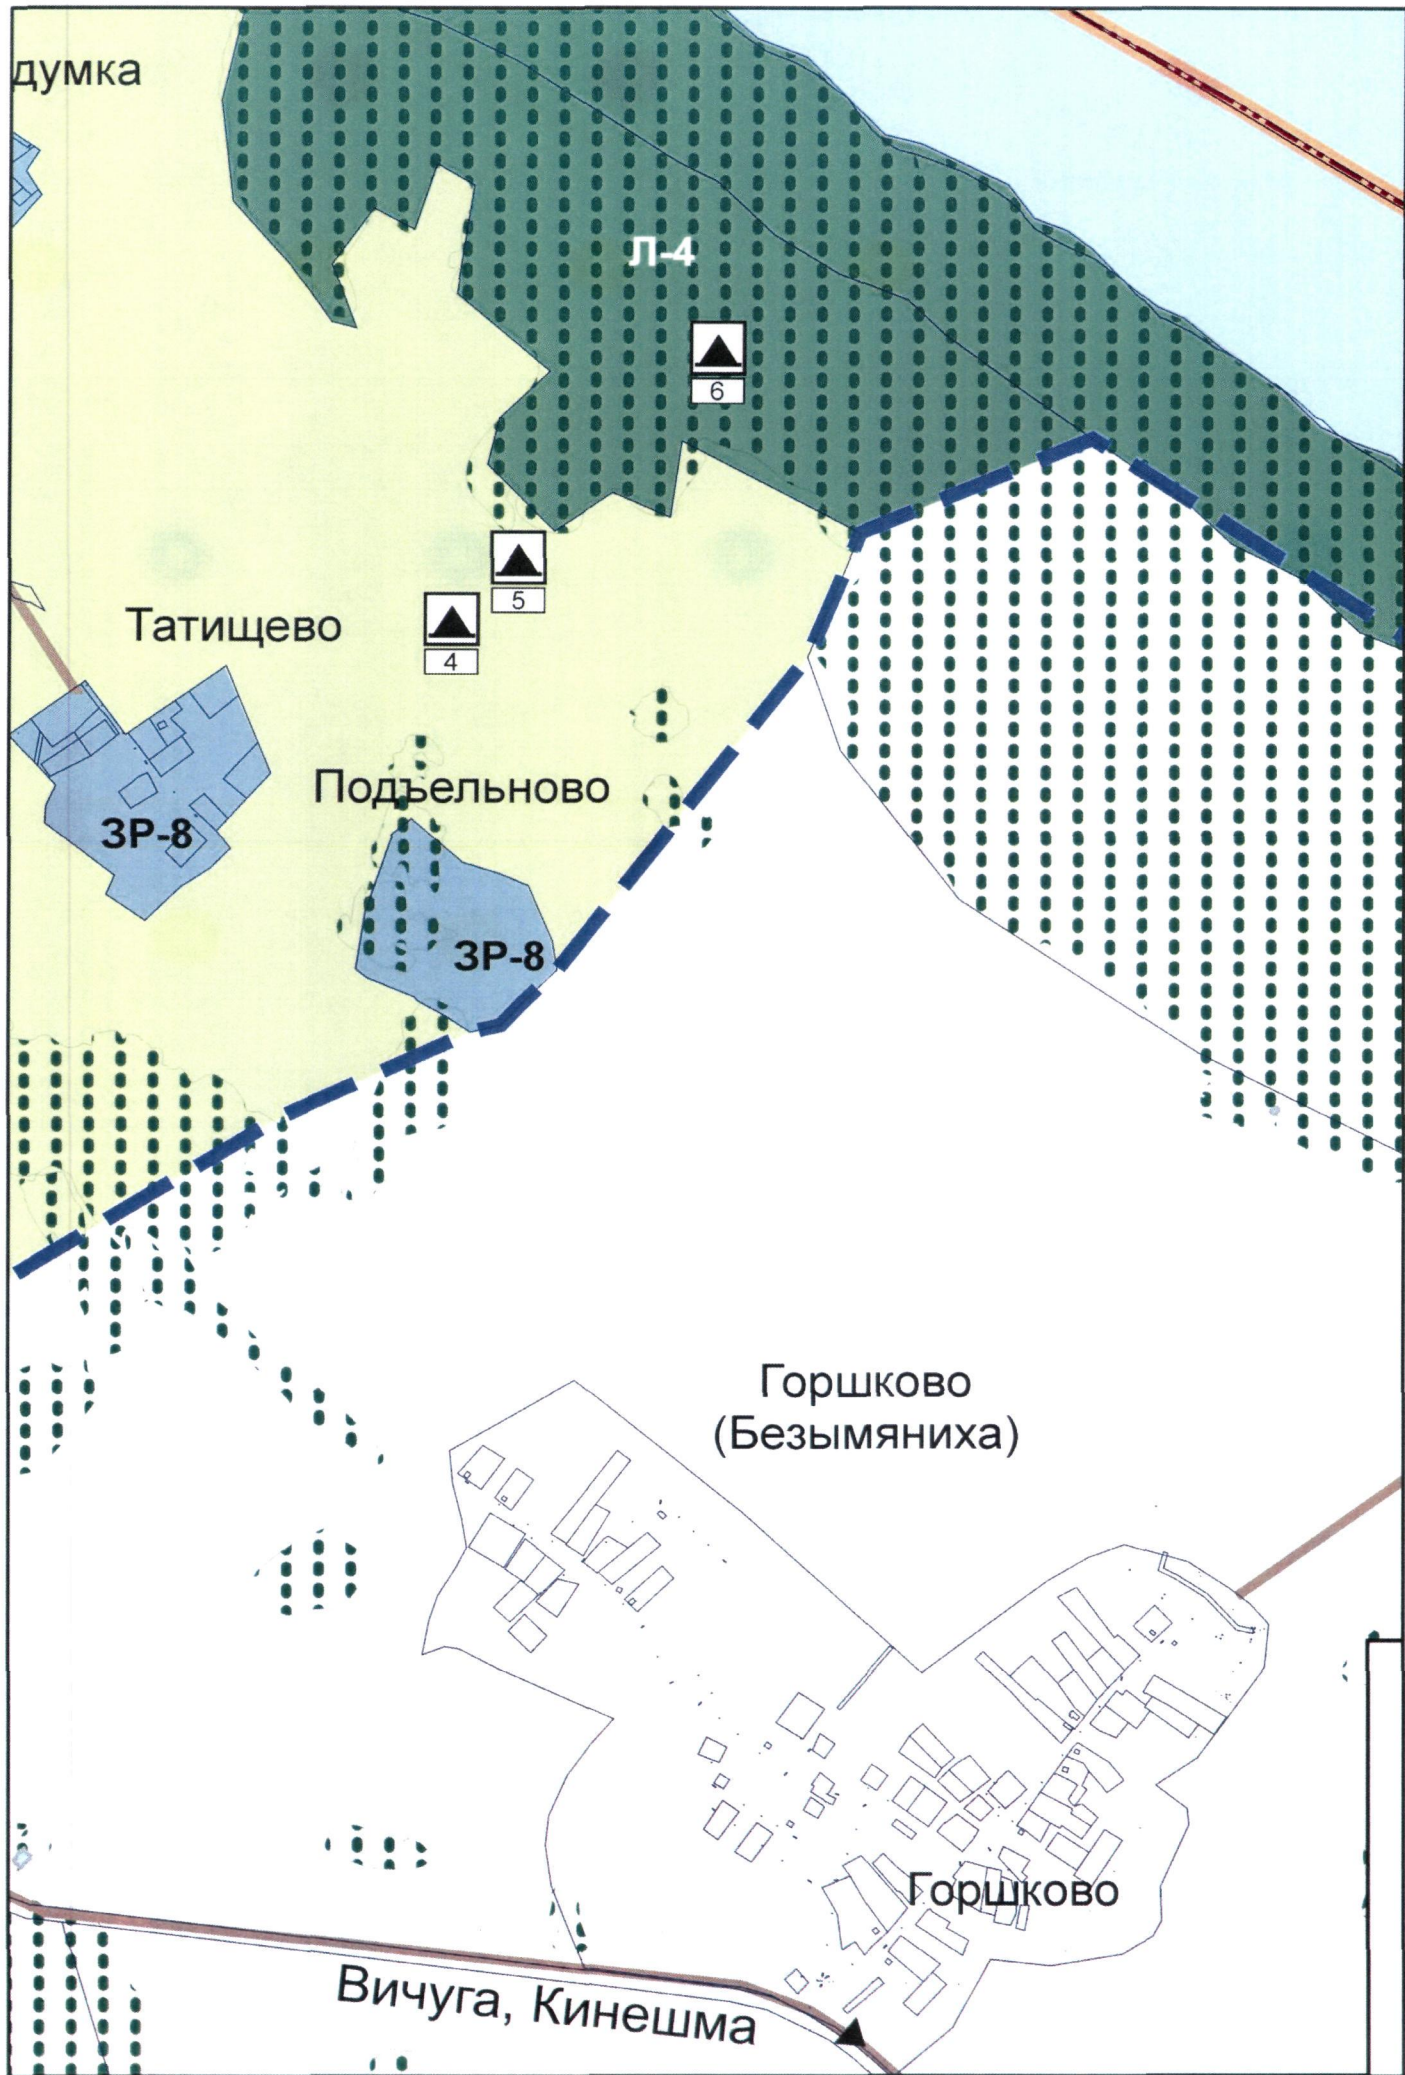 думка
Л-4
6
5
4
Татищево
Подъельново
ЗР-8
ЗР-8
Горшково
(Безымяниха)
Горшково
Вичуга, Кинешма